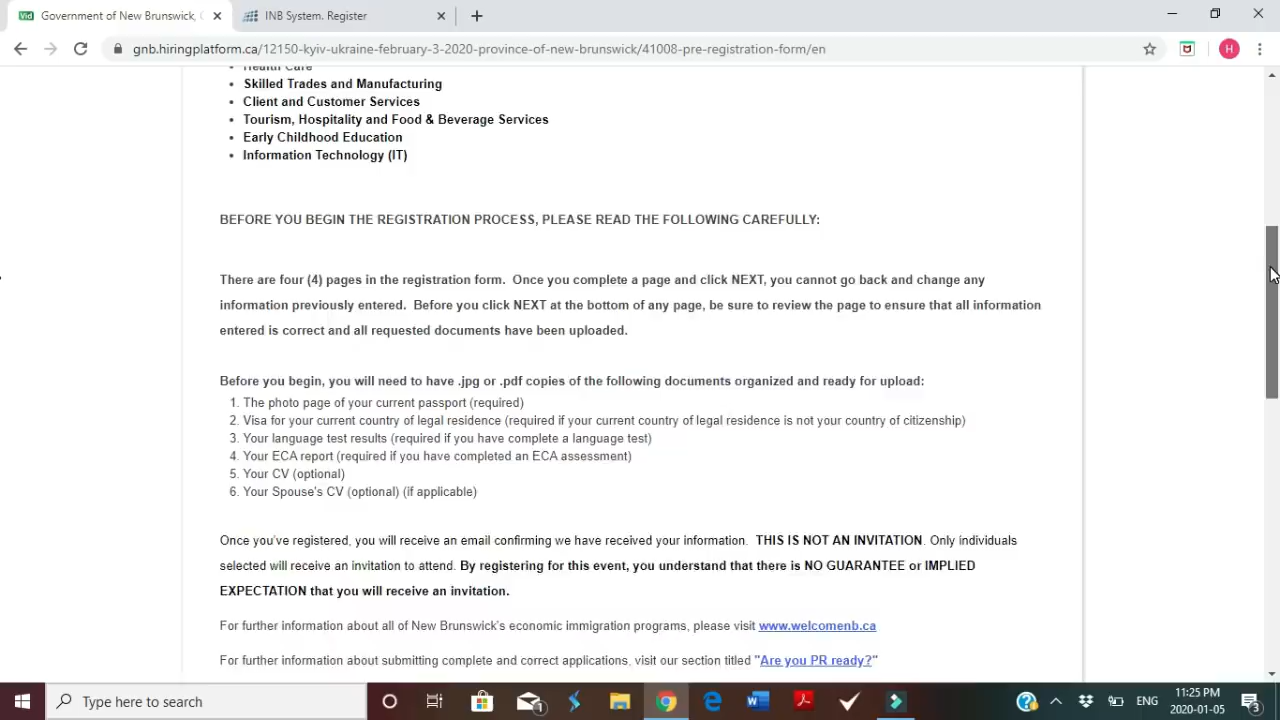 Government of New Brunswick, C
INB System. Register
gnb.hiringplatform.ca/12150-kyiv-ukraine-february-3-2020-province-of-new-brunswick/41008-pre-registration-form/en
H
Health Care
Skilled Trades and Manufacturing
Client and Customer Services
Tourism, Hospitality and Food & Beverage Services
Early Childhood Education
Information Technology (IT)
BEFORE YOU BEGIN THE REGISTRATION PROCESS, PLEASE READ THE FOLLOWING CAREFULLY:
There are four (4) pages in the registration form. Once you complete a page and click NEXT, you cannot go back and change any
information previously entered. Before you click NEXT at the bottom of any page, be sure to review the page to ensure that all information
entered is correct and all requested documents have been uploaded.
Before you begin, you will need to have .jpg or .pdf copies of the following documents organized and ready for upload:
1. The photo page of your current passport (required)
2. Visa for your current country of legal residence (required if your current country of legal residence is not your country of citizenship)
3. Your language test results (required if you have complete a language test)
4. Your ECA report (required if you have completed an ECA assessment)
5. Your CV (optional)
6. Your Spouse's CV (optional) (if applicable)
Once you've registered, you will receive an email confirming we have received your information. THIS IS NOT AN INVITATION. Only individuals
selected will receive an invitation to attend. By registering for this event, you understand that there is NO GUARANTEE or IMPLIED
EXPECTATION that you will receive an invitation.
For further information about all of New Brunswick's economic immigration programs, please visit www.welcomenb.ca
For further information about submitting complete and correct applications, visit our section titled "Are you PR ready?"
Type here to search
1
ENG
11:25 PM
2020-01-05
3